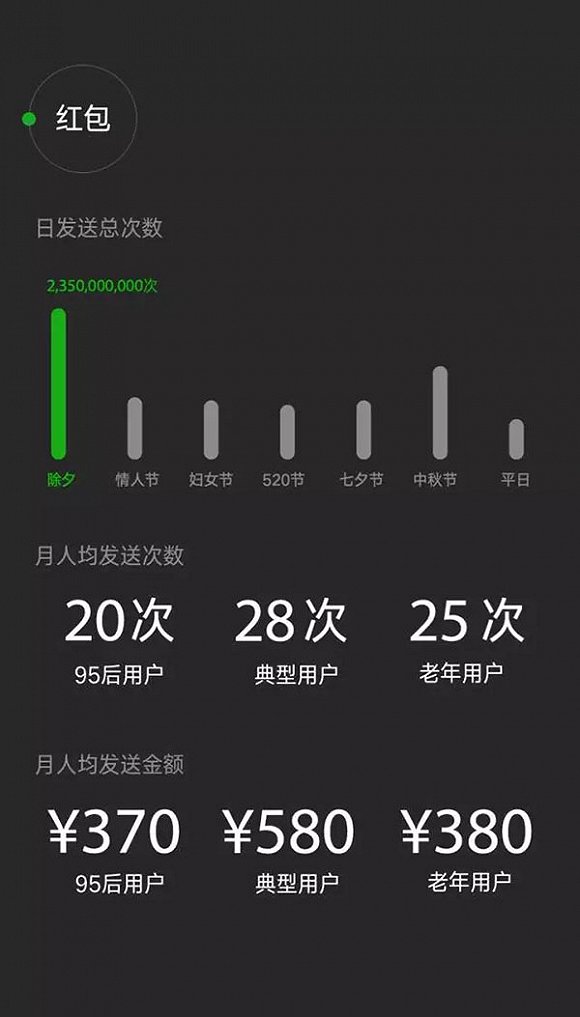 红包
日发送总次数
2,350,000,000次
除夕 情人节 妇女节 520节 七夕节 中秋节 平日
月人均发送次数
20次 28次 25次
95后用户 典型用户 老年用户
月人均发送金额
¥370 ¥580 ¥380
95后用户 典型用户 老年用户